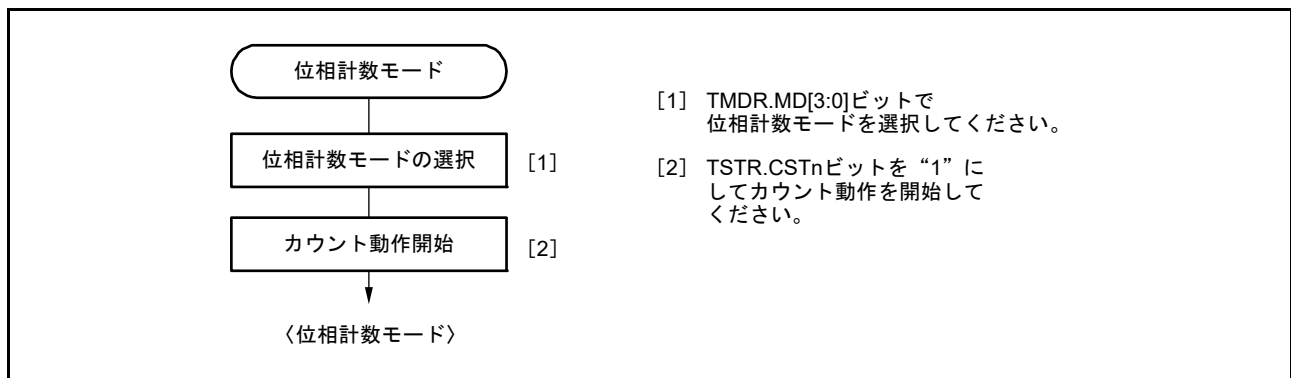 位相計数モード
位相計数モードの選択 [1]
カウント動作開始 [2]
〈位相計数モード〉
[1] TMDR.MD[3:0]ビットで
位相計数モードを選択してください。
[2] TSTR.CSTnビットを“1”に
してカウント動作を開始して
ください。